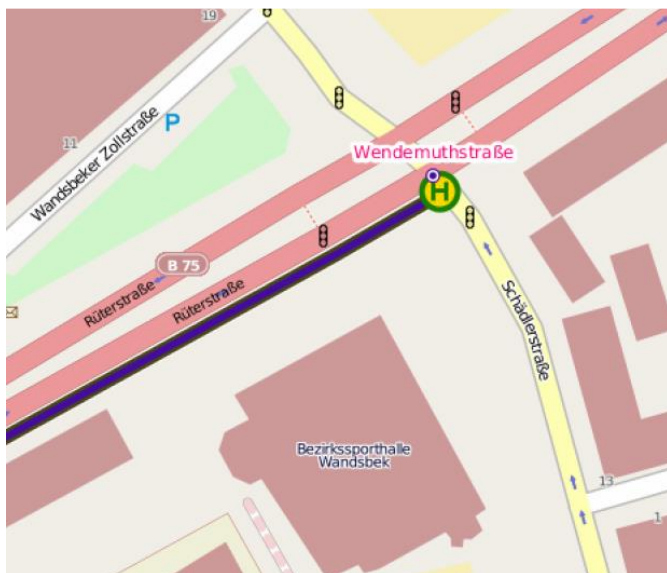 19
11
Wandsbeker Zollstraße
P
Wendemuthstraße
H
B 75
Rüterstraße
Rüterstraße
Schädlerstraße
Bezirkssporthalle
Wandsbek
13
1